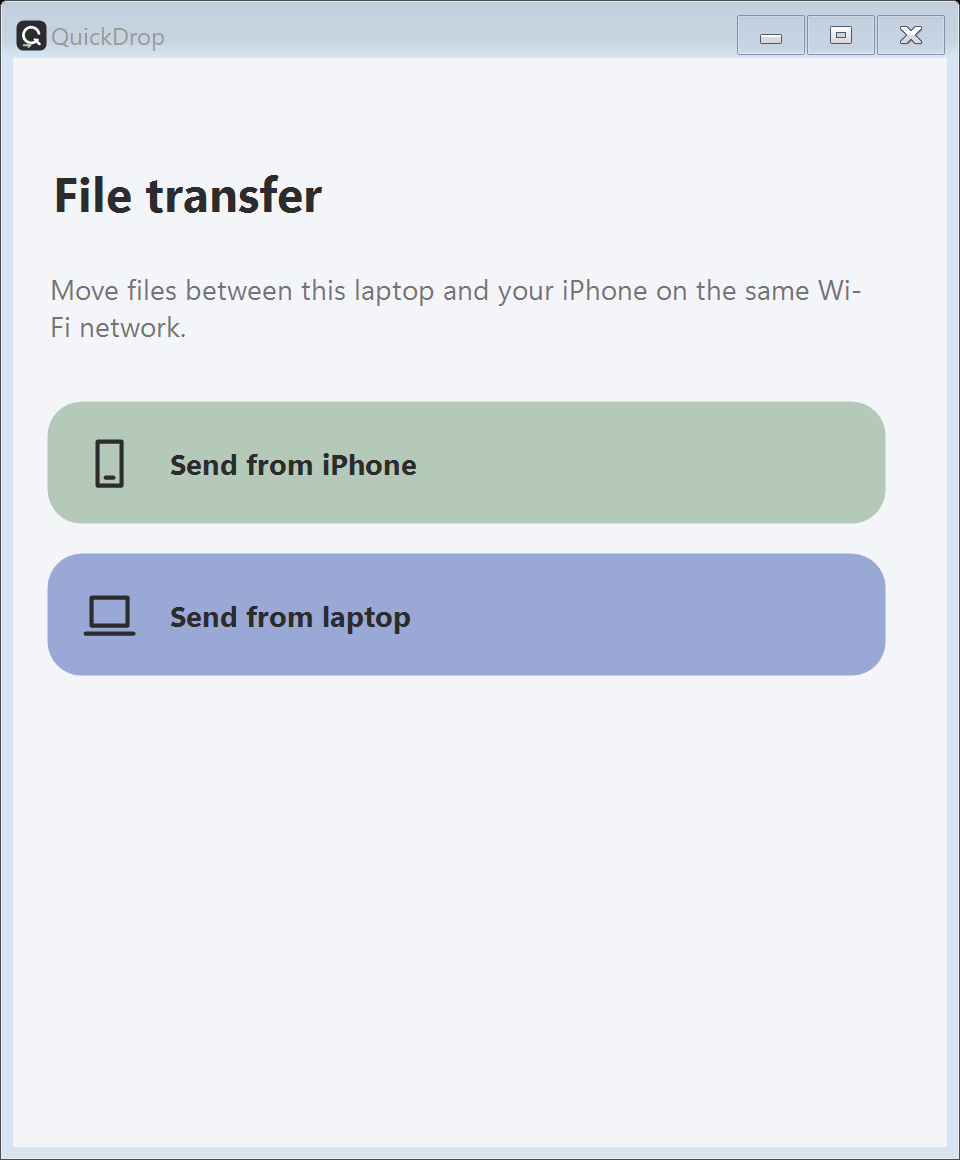 QuickDrop
File transfer
Move files between this laptop and your iPhone on the same Wi-
Fi network.
Send from iPhone
Send from laptop